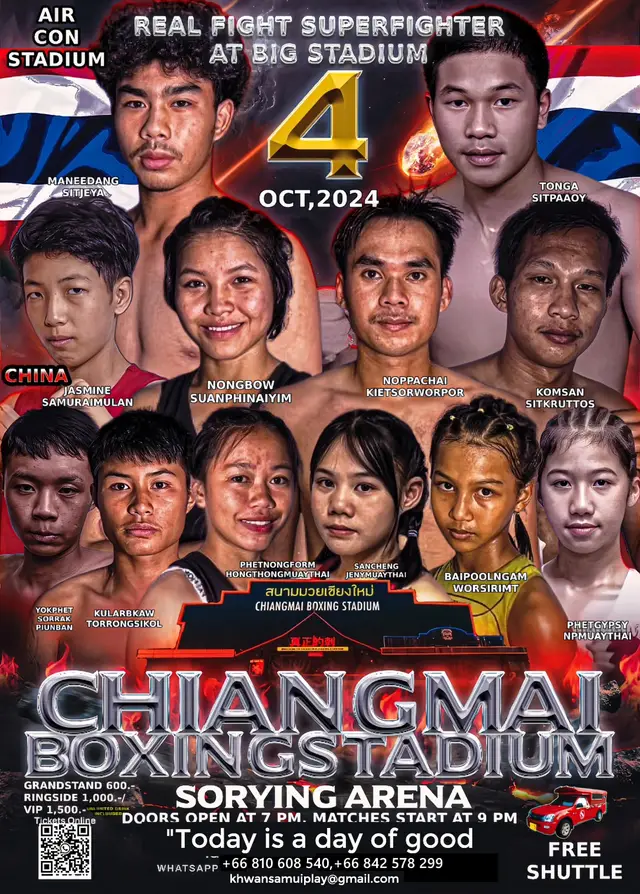 AIR
CON
STADIUM
REAL FIGHT SUPERFIGHTER
AT BIG STADIUM
4
OCT,2024
MANEEDANG
SITJEYA
TONGA
SITPAAOY
CHINA
JASMINE
SAMURAIMULAN
NONGBOW
SUANPHINAIYIM
NOPPACHAI
KIETSORWORPOR
KOMSAN
SITKRUTTOS
YOKPHET
SORRAK
PIUNBAN
KULARBKAW
TORRONGSIKOL
PHETNONGFORM
HONGTHONGMUAYTHAI
SANCHENG
JENYMUAYTHAI
BAIPOOLNGAM
WORSIRIMT
PHETGYPSY
NPMUAYTHAI
สนามมวยเชียงใหม่
CHIANGMAI BOXING STADIUM
CHIANGMAI
BOXINGSTADIUM
GRANDSTAND 600.-
RINGSIDE 1,000.-/
VIP 1,500.-
Tickets Online
SORYING ARENA
DOORS OPEN AT 7 PM. MATCHES START AT 9 PM
"Today is a day of good
WHATSAPP +66 810 608 540,+66 842 578 299
khwansamuiplay@gmail.com
FREE
SHUTTLE